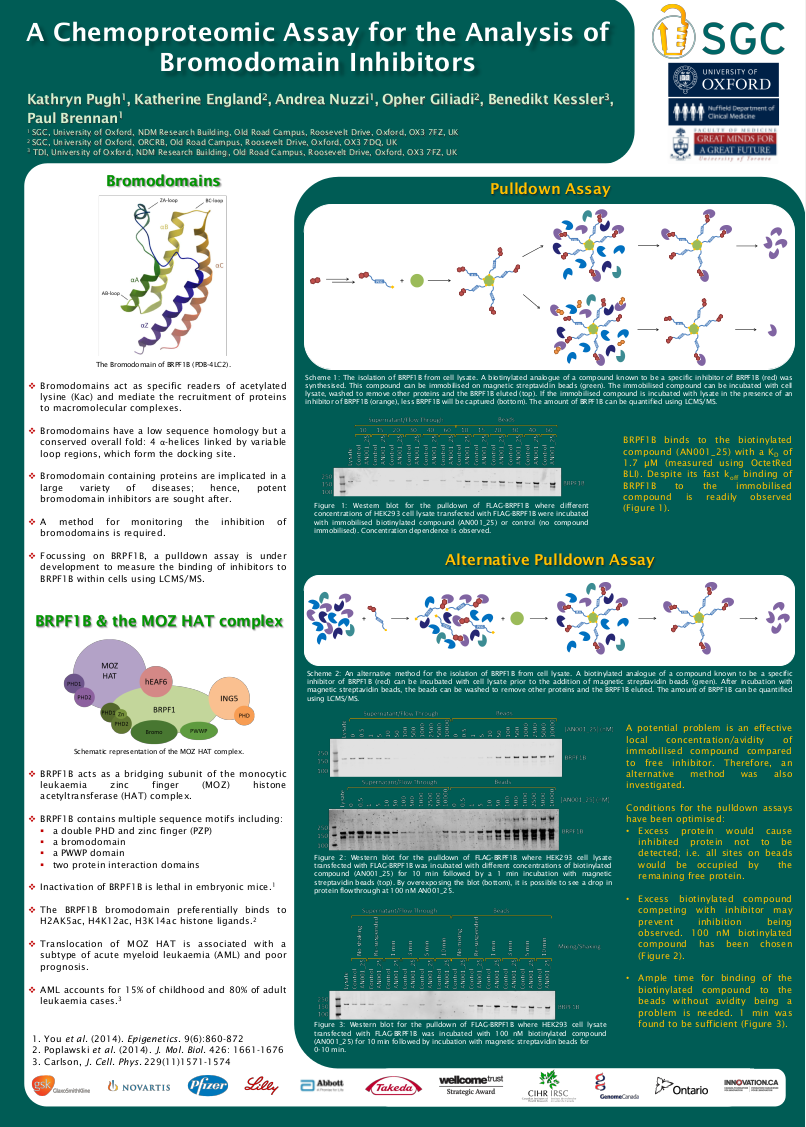 A Chemoproteomic Assay for the Analysis of
Bromodomain Inhibitors
Kathryn Pugh¹, Katherine England², Andrea Nuzzi¹, Opher Giliadi², Benedikt Kessler³,
Paul Brennan¹
¹ SGC, University of Oxford, NDM Research Building, Old Road Campus, Roosevelt Drive, Oxford, OX3 7FZ, UK
² SGC, University of Oxford, ORCRB, Old Road Campus, Roosevelt Drive, Oxford, OX3 7DQ, UK
³ TDI, University of Oxford, NDM Research Building, Old Road Campus, Roosevelt Drive, Oxford, OX3 7FZ, UK
SGC
UNIVERSITY OF
OXFORD
Nuffield Department of
Clinical Medicine
FACULTY OF MEDICINE
GREAT MINDS FOR
A GREAT FUTURE
University of Toronto
Bromodomains
ZA-loop
BC-loop
αB
αC
αA
AB-loop
αZ
The Bromodomain of BRPF1B (PDB-4LC2).
❖ Bromodomains act as specific readers of acetylated
lysine (Kac) and mediate the recruitment of proteins
to macromolecular complexes.
❖ Bromodomains have a low sequence homology but a
conserved overall fold: 4 α-helices linked by variable
loop regions, which form the docking site.
❖ Bromodomain containing proteins are implicated in a
large variety of diseases; hence, potent
bromodomain inhibitors are sought after.
❖ A method for monitoring the inhibition of
bromodomains is required.
❖ Focussing on BRPF1B, a pulldown assay is under
development to measure the binding of inhibitors to
BRPF1B within cells using LCMS/MS.
BRPF1B & the MOZ HAT complex
MOZ
HAT
hEAF6
PHD1
PHD2
ING5
BRPF1
PHD1
Zn
PHD2
PHD
Bromo
PWWP
Schematic representation of the MOZ HAT complex.
❖ BRPF1B acts as a bridging subunit of the monocytic
leukaemia zinc finger (MOZ) histone
acetyltransferase (HAT) complex.
❖ BRPF1B contains multiple sequence motifs including:
▪ a double PHD and zinc finger (PZP)
▪ a bromodomain
▪ a PWWP domain
▪ two protein interaction domains
❖ Inactivation of BRPF1B is lethal in embryonic mice.¹
❖ The BRPF1B bromodomain preferentially binds to
H2AK5ac, H4K12ac, H3K14ac histone ligands.²
❖ Translocation of MOZ HAT is associated with a
subtype of acute myeloid leukaemia (AML) and poor
prognosis.
❖ AML accounts for 15% of childhood and 80% of adult
leukaemia cases.³
1. You et al. (2014). Epigenetics. 9(6):860-872
2. Poplawski et al. (2014). J. Mol. Biol. 426: 1661-1676
3. Carlson, J. Cell. Phys. 229(11)1571-1574
Pulldown Assay
Scheme 1: The isolation of BRPF1B from cell lysate. A biotinylated analogue of a compound known to be a specific inhibitor of BRPF1B (red) was
synthesised. This compound can be immobilised on magnetic streptavidin beads (green). The immobilised compound can be incubated with cell
lysate, washed to remove other proteins and the BRPF1B eluted (top). If the immobilised compound is incubated with lysate in the presence of an
inhibitor of BRPF1B (orange), less BRPF1B will be captured (bottom). The amount of BRPF1B can be quantified using LCMS/MS.
Supernatant/Flow Through
Beads
250
150
100
BRPF1B
Figure 1: Western blot for the pulldown of FLAG-BRPF1B where different
concentrations of HEK293 cell lysate transfected with FLAG-BRPF1B were incubated
with immobilised biotinylated compound (AN001_25) or control (no compound
immobilised). Concentration dependence is observed.
BRPF1B binds to the biotinylated
compound (AN001_25) with a KD of
1.7 µM (measured using OctetRed
BLI). Despite its fast koff, binding of
BRPF1B to the immobilised
compound is readily observed
(Figure 1).
Alternative Pulldown Assay
Scheme 2: An alternative method for the isolation of BRPF1B from cell lysate. A biotinylated analogue of a compound known to be a specific
inhibitor of BRPF1B (red) can be incubated with cell lysate prior to the addition of magnetic streptavidin beads (green). After incubation with
magnetic streptavidin beads, the beads can be washed to remove other proteins and the BRPF1B eluted. The amount of BRPF1B can be quantified
using LCMS/MS.
Supernatant/Flow Through
Beads
[AN001_25] (nM)
250
150
100
BRPF1B
Supernatant/Flow Through
Beads
[AN001_25] (nM)
250
150
100
BRPF1B
Figure 2: Western blot for the pulldown of FLAG-BRPF1B where HEK293 cell lysate
transfected with FLAG-BRPF1B was incubated with different concentrations of biotinylated
compound (AN001_25) for 10 min followed by a 1 min incubation with magnetic
streptavidin beads (top). By overexposing the blot (bottom), it is possible to see a drop in
protein flowthrough at 100 nM AN001_25.
Supernatant/Flow Through
Beads
Mixing/Shaking
250
150
100
BRPF1B
Figure 3: Western blot for the pulldown of FLAG-BRPF1B where HEK293 cell lysate
transfected with FLAG-BRPF1B was incubated with 100 nM biotinylated compound
(AN001_25) for 10 min followed by incubation with magnetic streptavidin beads for
0-10 min.
A potential problem is an effective
local concentration/avidity of
immobilised compound compared
to free inhibitor. Therefore, an
alternative method was also
investigated.
Conditions for the pulldown assays
have been optimised:
• Excess protein would cause
inhibited protein not to be
detected; i.e. all sites on beads
would be occupied by the
remaining free protein.
• Excess biotinylated compound
competing with inhibitor may
prevent inhibition being
observed. 100 nM biotinylated
compound has been chosen
(Figure 2).
• Ample time for binding of the
biotinylated compound to the
beads without avidity being a
problem is needed. 1 min was
found to be sufficient (Figure 3).
gsk GlaxoSmithKline
NOVARTIS
Pfizer
Lilly
Abbott
A Promise for Life
Takeda
wellcometrust
Strategic Award
CIHR IRSC
GenomeCanada
Ontario
INNOVATION.CA